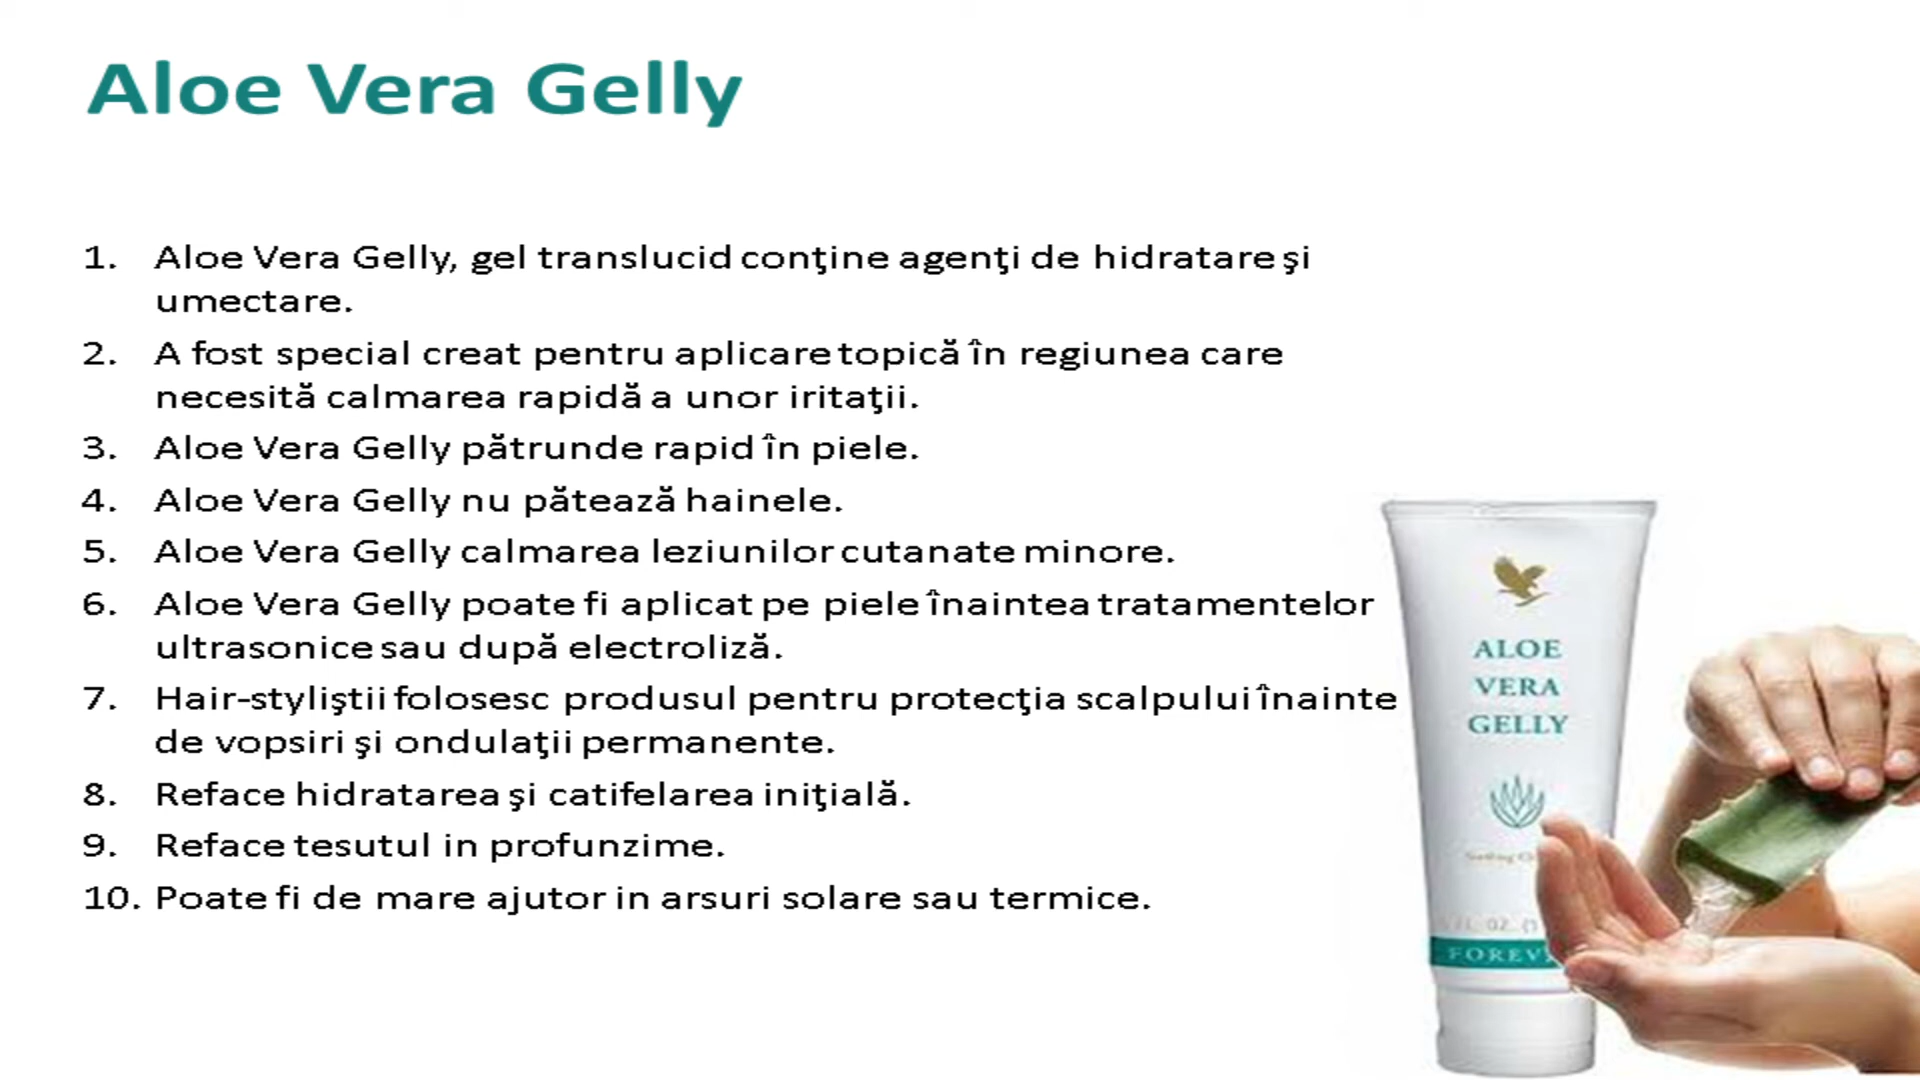 Aloe Vera Gelly
1. Aloe Vera Gelly, gel translucid conţine agenţi de hidratare şi
umectare.
2. A fost special creat pentru aplicare topică în regiunea care
necesită calmarea rapidă a unor iritaţii.
3. Aloe Vera Gelly pătrunde rapid în piele.
4. Aloe Vera Gelly nu pătează hainele.
5. Aloe Vera Gelly calmarea leziunilor cutanate minore.
6. Aloe Vera Gelly poate fi aplicat pe piele înaintea tratamentelor
ultrasonice sau după electroliză.
7. Hair-styliştii folosesc produsul pentru protecţia scalpului înainte
de vopsiri şi ondulaţii permanente.
8. Reface hidratarea şi catifelarea iniţială.
9. Reface tesutul in profunzime.
10. Poate fi de mare ajutor in arsuri solare sau termice.
ALOE
VERA
GELLY
OZ.